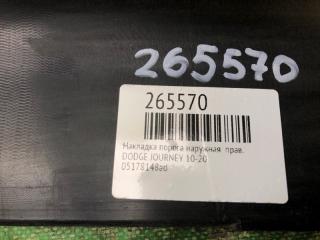 265570
265570
Накладка порога наружная прав.
DODGE JOURNEY 10-20
05178148ad